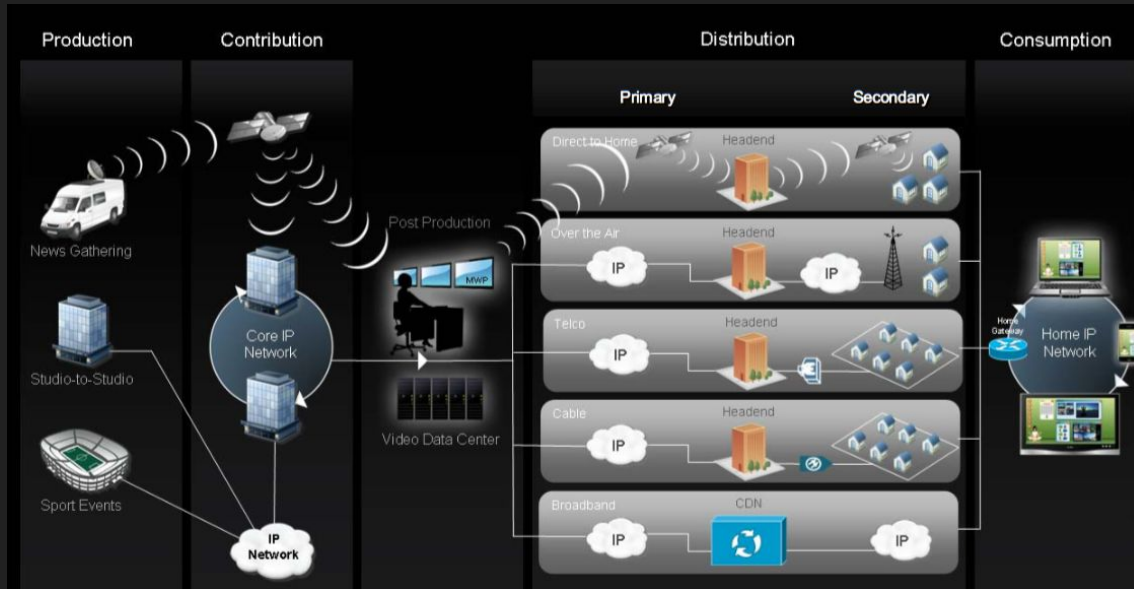 Production
Contribution
Distribution
Consumption
Primary
Secondary
News Gathering
Studio-to-Studio
Sport Events
Core IP
Network
IP
Network
Post Production
MWP
Video Data Center
Direct to Home
Headend
Over the Air
IP
Headend
IP
Telco
IP
Headend
Cable
IP
Headend
Broadband
IP
CDN
IP
Home
Gateway
Home IP
Network